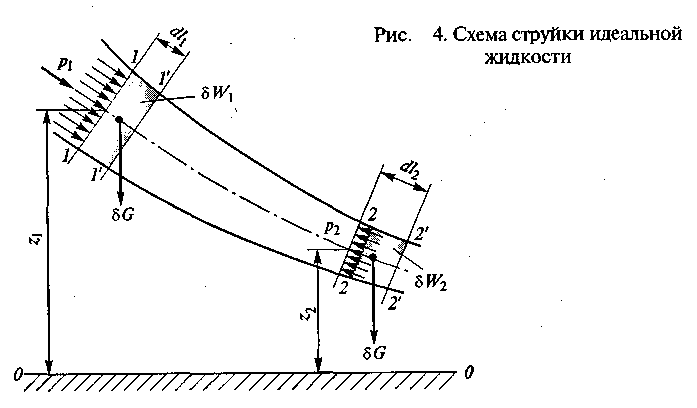 Рис. 4. Схема струйки идеальной
жидкости
dl₁
p₁
1
1'
δW₁
1
1'
δG
z₁
dl₂
2
2'
p₂
δW₂
2
2'
z₂
δG
0
0